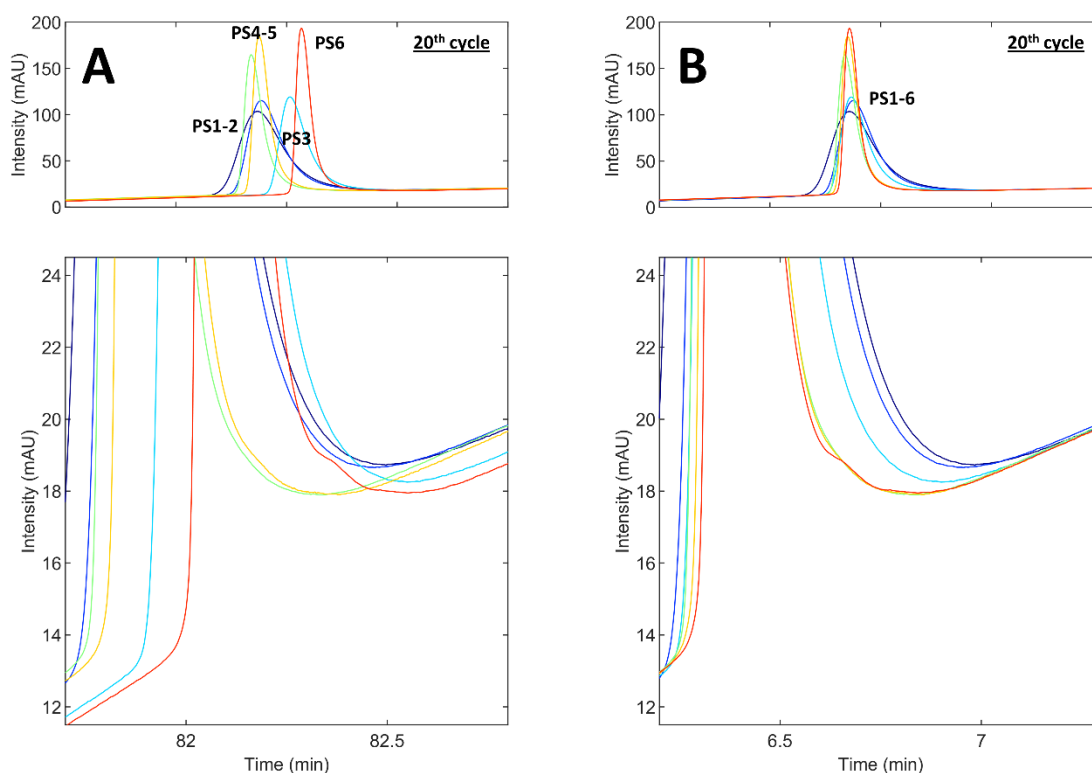 A
200
150
100
50
0
Intensity (mAU)
PS4-5
PS6
20th cycle
PS1-2
PS3
B
200
150
100
50
0
Intensity (mAU)
20th cycle
PS1-6
24
22
20
18
16
14
12
Intensity (mAU)
82
82.5
Time (min)
24
22
20
18
16
14
12
Intensity (mAU)
6.5
7
Time (min)